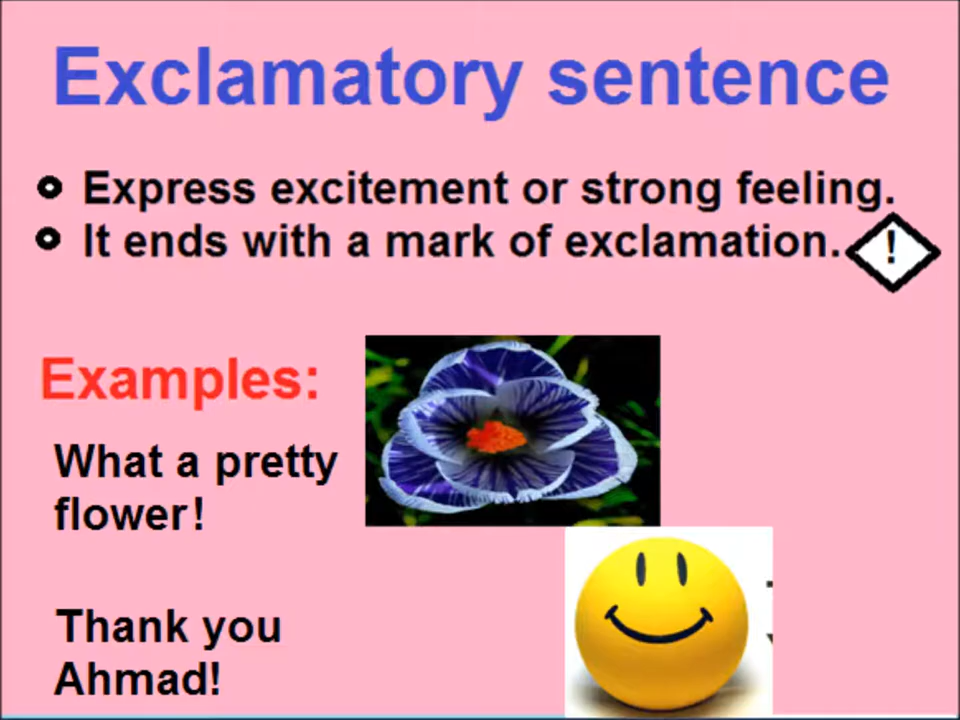 Exclamatory sentence
Express excitement or strong feeling.
It ends with a mark of exclamation.
!
Examples:
What a pretty
flower!
Thank you
Ahmad!